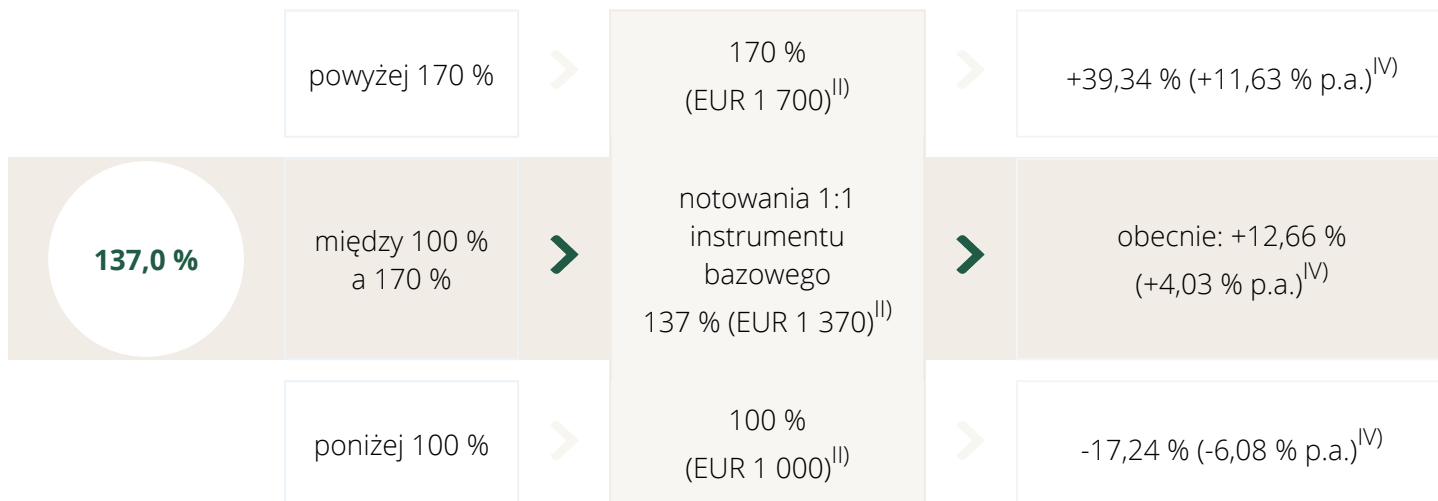 powyżej 170 %
170 %
(EUR 1 700)II)
+39,34 % (+11,63 % p.a.)IV)
137,0 %
między 100 %
a 170 %
notowania 1:1
instrumentu
bazowego
137 % (EUR 1 370)II)
obecnie: +12,66 %
(+4,03 % p.a.)IV)
poniżej 100 %
100 %
(EUR 1 000)II)
-17,24 % (-6,08 % p.a.)IV)